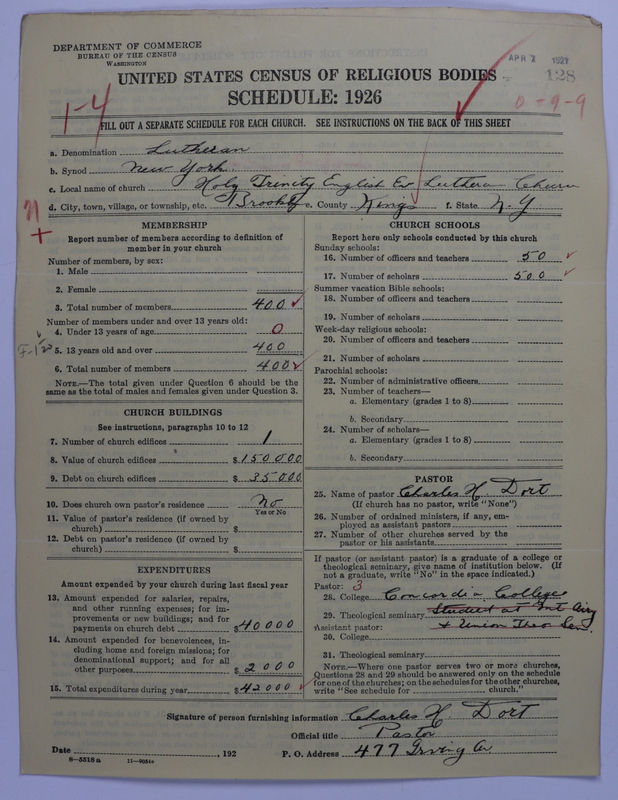 DEPARTMENT OF COMMERCE
BUREAU OF THE CENSUS
WASHINGTON
APR 1927
128
UNITED STATES CENSUS OF RELIGIOUS BODIES
SCHEDULE: 1926
1-4
0-9-9
FILL OUT A SEPARATE SCHEDULE FOR EACH CHURCH. SEE INSTRUCTIONS ON THE BACK OF THIS SHEET
a. Denomination Lutheran
b. Synod New York
c. Local name of church Holy Trinity English Ev Lutheran Church
d. City, town, village, or township, etc. Brooklyn e. County Kings f. State N.Y
MEMBERSHIP
Report number of members according to definition of
member in your church
Number of members, by sex:
1. Male
2. Female
3. Total number of members 400
Number of members under and over 13 years old:
4. Under 13 years of age 0
5. 13 years old and over 400
6. Total number of members 400
NOTE.—The total given under Question 6 should be the
same as the total of males and females given under Question 3.
CHURCH BUILDINGS
See instructions, paragraphs 10 to 12
7. Number of church edifices 1
8. Value of church edifices $150000
9. Debt on church edifices $35000
10. Does church own pastor's residence No
Yes or No
11. Value of pastor's residence (if owned by
church) $
12. Debt on pastor's residence (if owned by
church) $
EXPENDITURES
Amount expended by your church during last fiscal year
13. Amount expended for salaries, repairs,
and other running expenses; for im-
provements or new buildings; and for
payments on church debt $40000
14. Amount expended for benevolences, in-
cluding home and foreign missions; for
denominational support; and for all
other purposes $2000
15. Total expenditures during year $42000
CHURCH SCHOOLS
Report here only schools conducted by this church
Sunday schools:
16. Number of officers and teachers 50
17. Number of scholars 500
Summer vacation Bible schools:
18. Number of officers and teachers
19. Number of scholars
Week-day religious schools:
20. Number of officers and teachers
21. Number of scholars
Parochial schools:
22. Number of administrative officers
23. Number of teachers—
a. Elementary (grades 1 to 8)
b. Secondary
24. Number of scholars—
a. Elementary (grades 1 to 8)
b. Secondary
PASTOR
25. Name of pastor Charles H. Dort
(If church has no pastor, write "None")
26. Number of ordained ministers, if any, em-
ployed as assistant pastors
27. Number of other churches served by the
pastor or his assistants
If pastor (or assistant pastor) is a graduate of a college or
theological seminary, give name of institution below. (If
not a graduate, write "No" in the space indicated.)
Pastor: 3
28. College Concordia College
29. Theological seminary Studied at Mt Airy
Assistant pastor: + Union Theo Sem.
30. College
31. Theological seminary
NOTE.—Where one pastor serves two or more churches,
Questions 28 and 29 should be answered only on the schedule
for one of the churches; on the schedules for the other churches,
write "See schedule for church."
Signature of person furnishing information Charles H. Dort
Official title Pastor
Date , 192 P. O. Address 477 Irving Av
8—5518a 11—9054